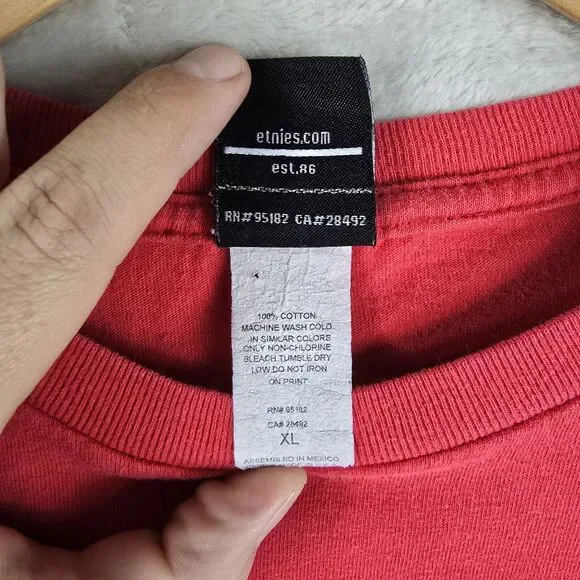 etnies.com
est.86
RN#95182 CA#28492
100% COTTON
MACHINE WASH COLD
IN SIMILAR COLORS
ONLY NON-CHLORINE
BLEACH.TUMBLE DRY
LOW.DO NOT IRON
ON PRINT
RN# 95182
CA# 28492
XL
ASSEMBLED IN MEXICO